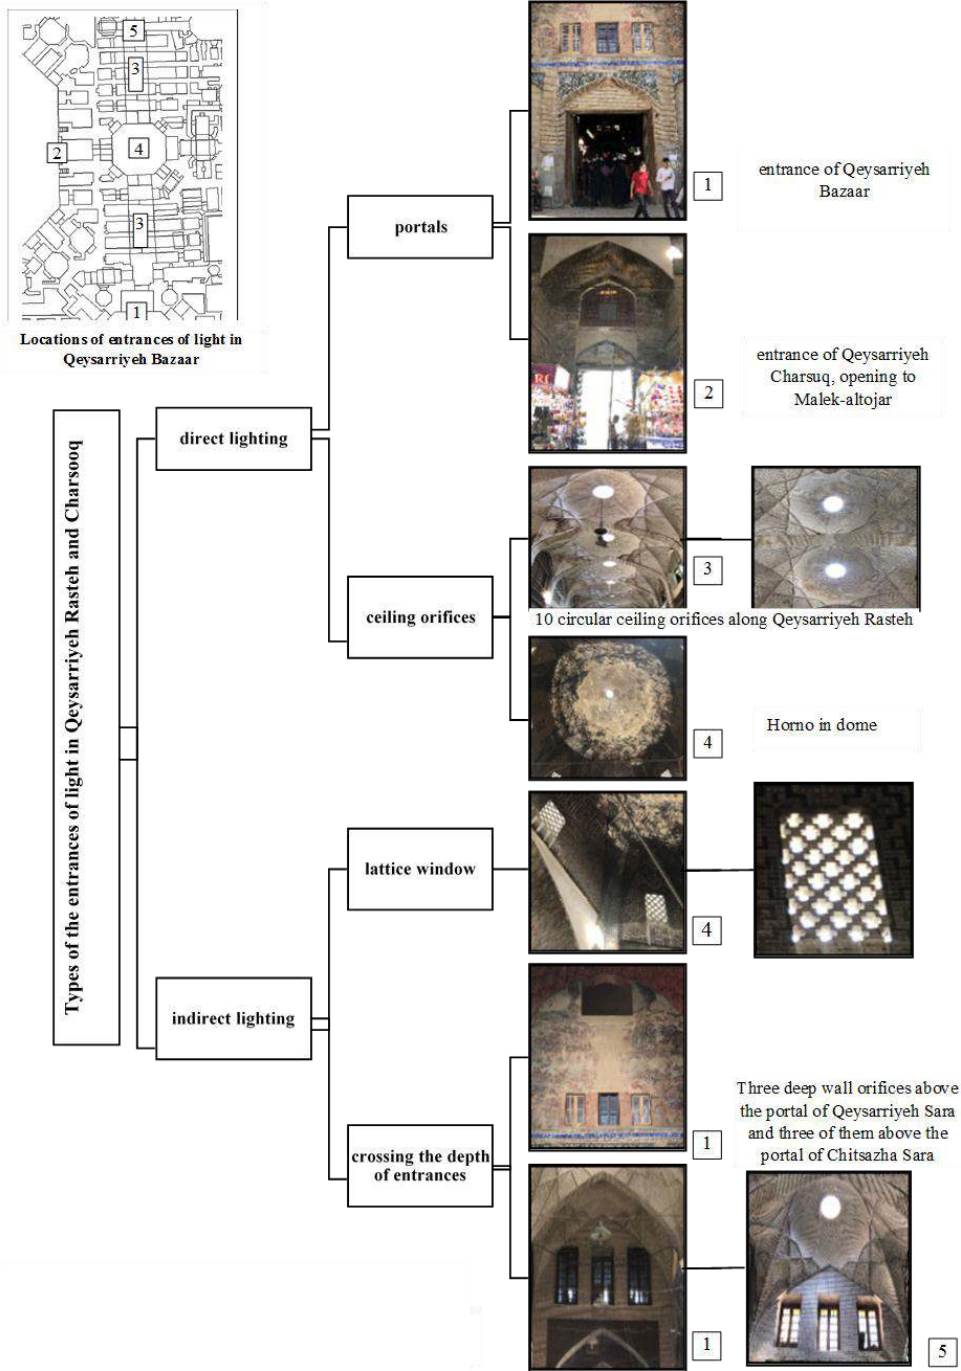 5
3
2
4
3
1
Locations of entrances of light in
Qeysarriyeh Bazaar
Types of the entrances of light in Qeysarriyeh Rasteh and Charsooq
direct lighting
indirect lighting
portals
ceiling orifices
lattice window
crossing the depth
of entrances
1
entrance of Qeysarriyeh
Bazaar
2
entrance of Qeysarriyeh
Charsuq, opening to
Malek-altojar
3
10 circular ceiling orifices along Qeysarriyeh Rasteh
4
Horno in dome
4
1
Three deep wall orifices above
the portal of Qeysarriyeh Sara
and three of them above the
portal of Chitsazha Sara
1
5